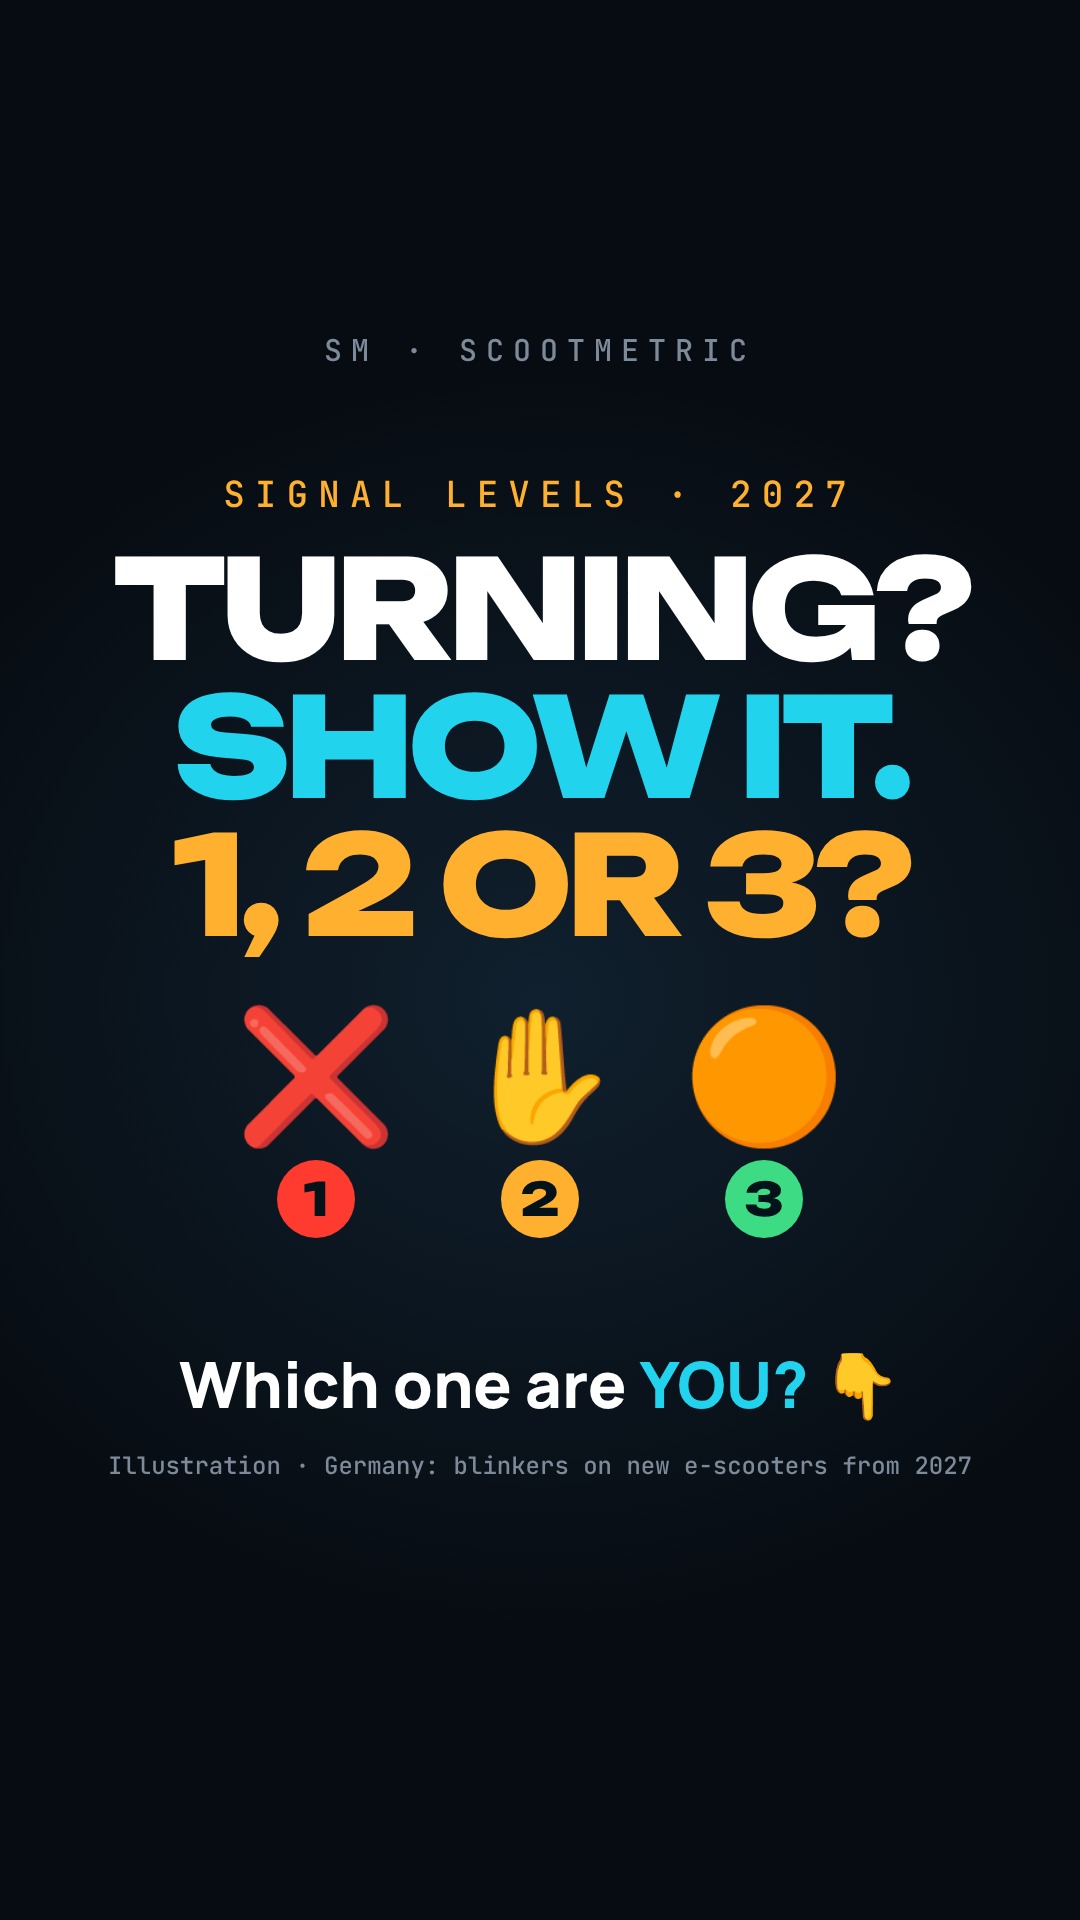 SM · SCOOTMETRIC
SIGNAL LEVELS · 2027
TURNING?
SHOW IT.
1, 2 OR 3?
1 2 3
Which one are YOU? 👇
Illustration · Germany: blinkers on new e-scooters from 2027